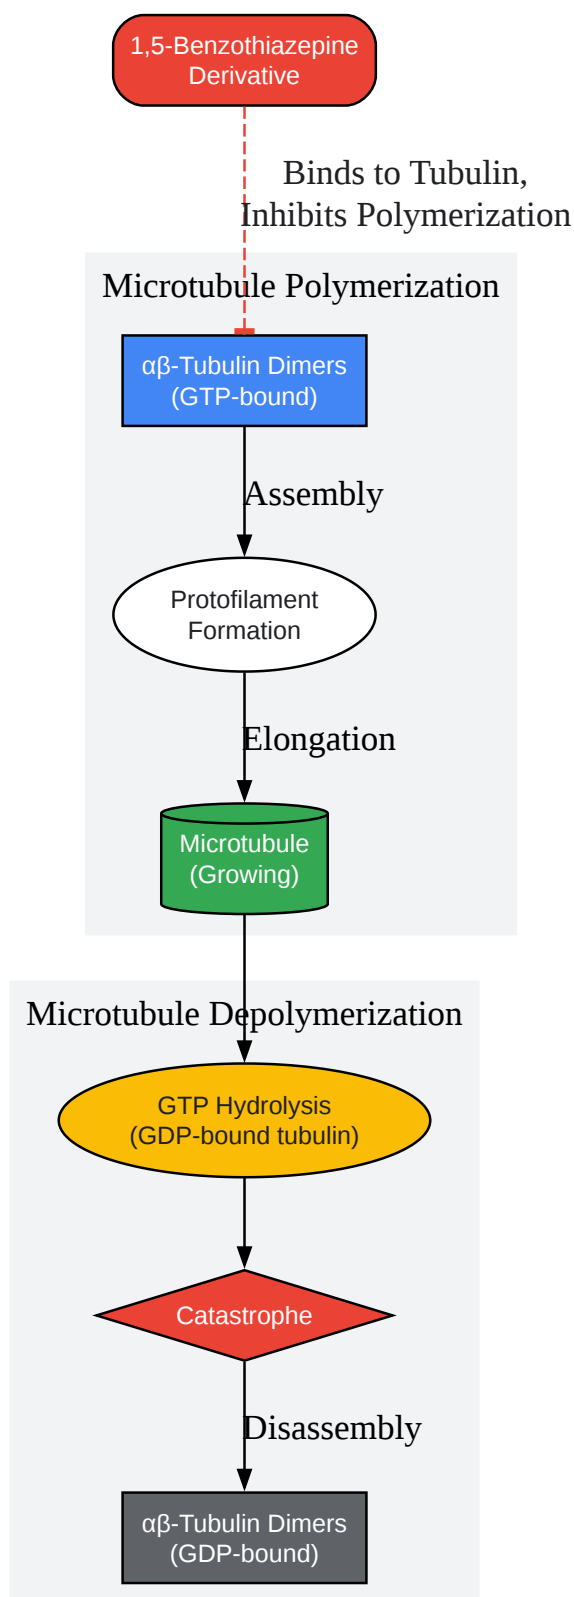 1,5-Benzothiazepine
Derivative
Binds to Tubulin,
Inhibits Polymerization
Microtubule Polymerization
αβ-Tubulin Dimers
(GTP-bound)
Assembly
Protofilament
Formation
Elongation
Microtubule
(Growing)
Microtubule Depolymerization
GTP Hydrolysis
(GDP-bound tubulin)
Catastrophe
Disassembly
αβ-Tubulin Dimers
(GDP-bound)